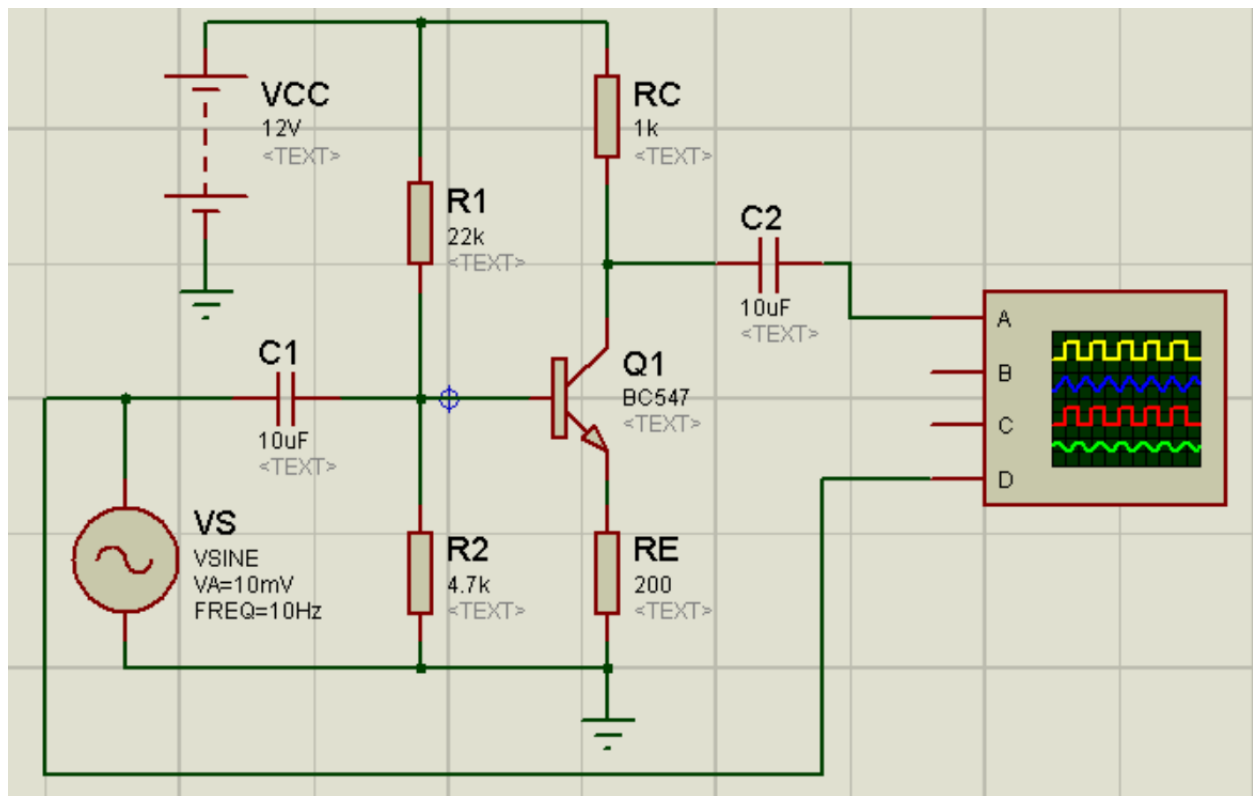 VCC
12V
<TEXT>
RC
1k
<TEXT>
R1
22k
<TEXT>
C2
10uF
<TEXT>
A
B
C
D
C1
10uF
<TEXT>
Q1
BC547
<TEXT>
VS
VSINE
VA=10mV
FREQ=10Hz
R2
4.7k
<TEXT>
RE
200
<TEXT>